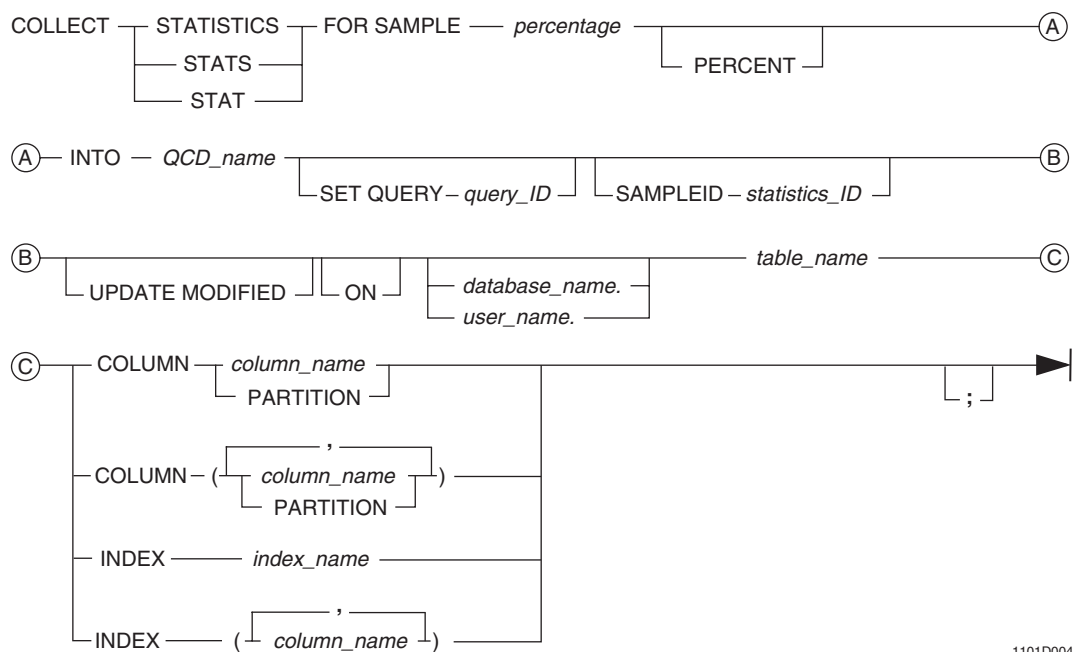 COLLECT STATISTICS FOR SAMPLE percentage A
STATS PERCENT
STAT
A INTO QCD_name B
SET QUERY query_ID SAMPLEID statistics_ID
B table_name C
UPDATE MODIFIED ON database_name.
user_name.
C COLUMN column_name
PARTITION ;
,
COLUMN ( column_name )
PARTITION
INDEX index_name
,
INDEX ( column_name )
1101D004